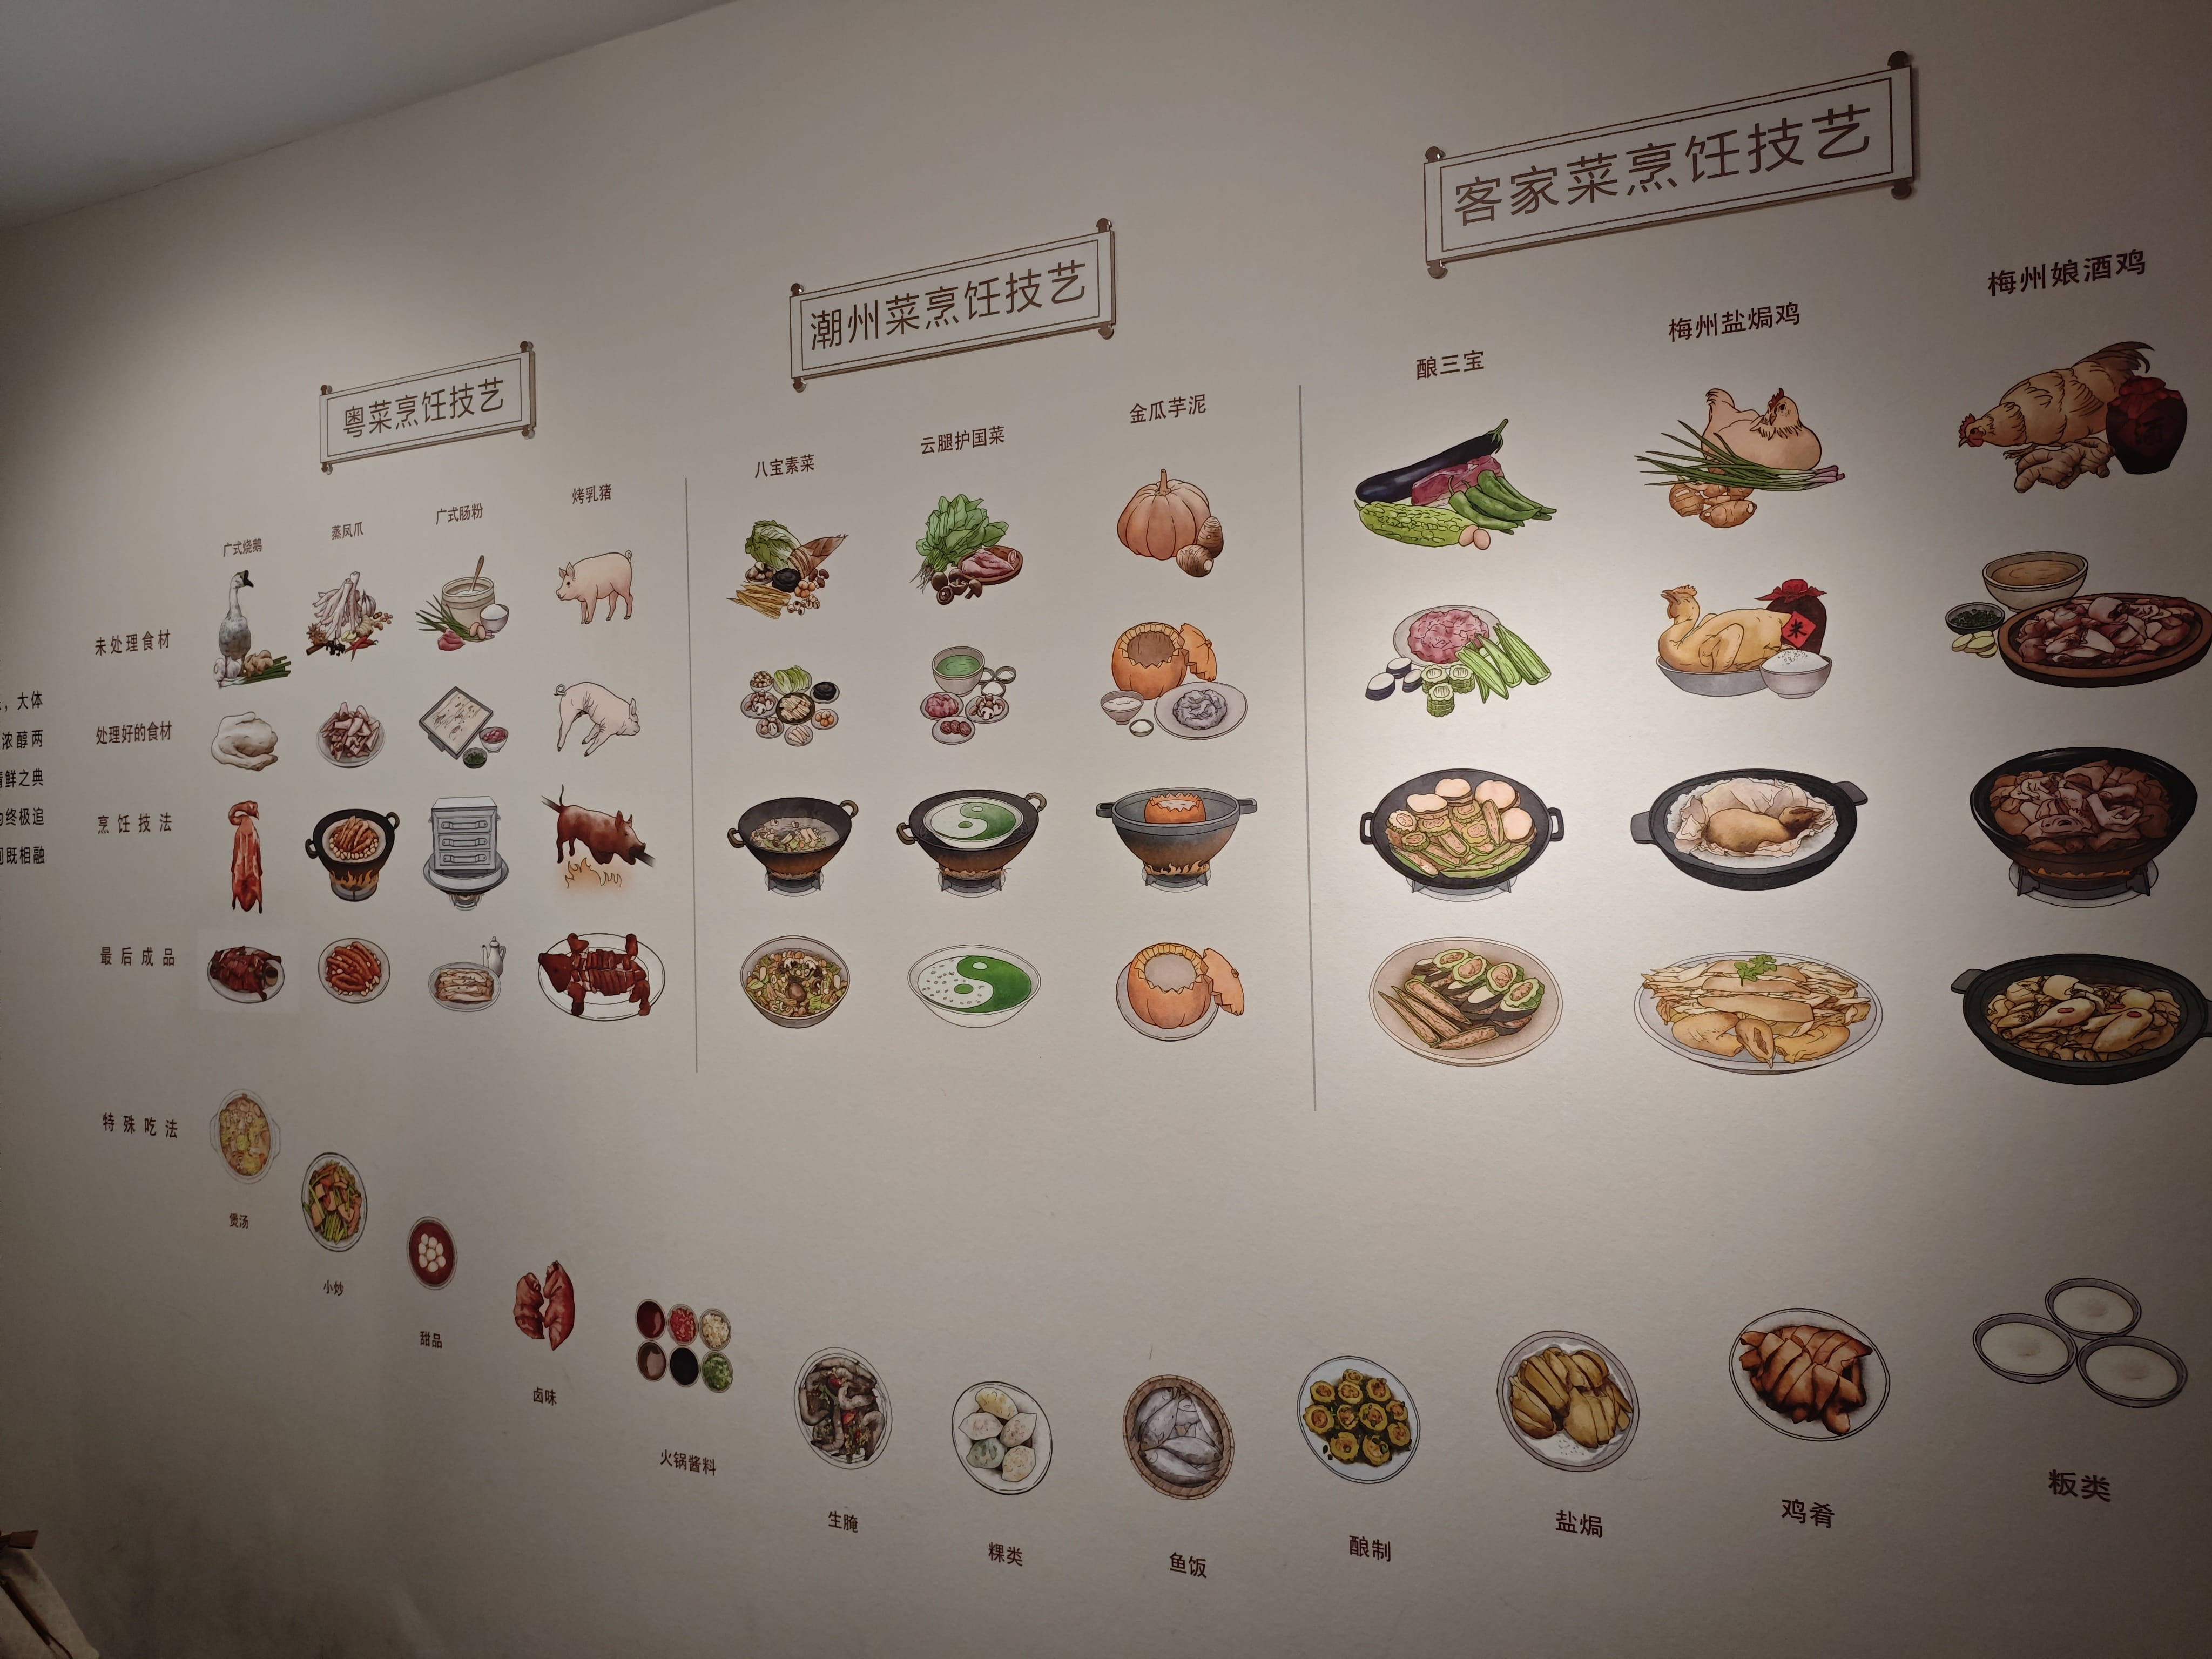 粤菜烹饪技艺
潮州菜烹饪技艺
客家菜烹饪技艺
广式烧鹅
蒸凤爪
广式肠粉
烤乳猪
八宝素菜
云腿护国菜
金瓜芋泥
酿三宝
梅州盐焗鸡
梅州娘酒鸡
酒
米
未处理食材
处理好的食材
烹饪技法
最后成品
特殊吃法
，大体
浓醇两
鲜之典
终极追
既相融
煲汤
小炒
甜品
卤味
火锅酱料
生腌
粿类
鱼饭
酿制
盐焗
鸡肴
粄类